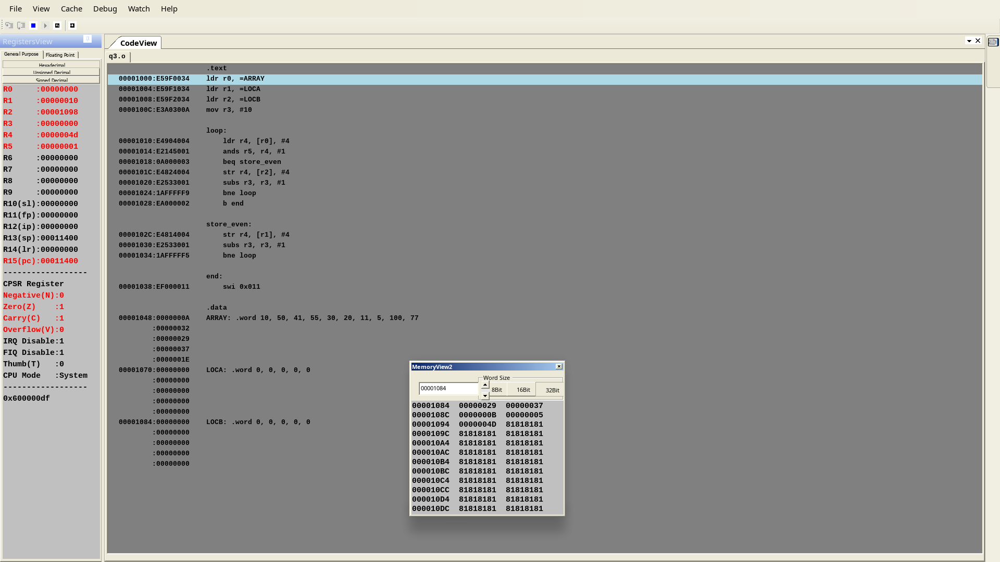 File View Cache Debug Watch Help
RegistersView
General Purpose Floating Point
Hexadecimal
Unsigned Decimal
Signed Decimal
R0     :00000000
R1     :00000010
R2     :00001098
R3     :00000000
R4     :0000004d
R5     :00000001
R6     :00000000
R7     :00000000
R8     :00000000
R9     :00000000
R10(sl):00000000
R11(fp):00000000
R12(ip):00000000
R13(sp):00011400
R14(lr):00000000
R15(pc):00011400
------------------
CPSR Register
Negative(N):0
Zero(Z)    :1
Carry(C)   :1
Overflow(V):0
IRQ Disable:1
FIQ Disable:1
Thumb(T)   :0
CPU Mode   :System
------------------
0x600000df
CodeView
q3.o
.text
00001000:E59F0034    ldr r0, =ARRAY
00001004:E59F1034    ldr r1, =LOCA
00001008:E59F2034    ldr r2, =LOCB
0000100C:E3A0300A    mov r3, #10
loop:
00001010:E4904004        ldr r4, [r0], #4
00001014:E2145001        ands r5, r4, #1
00001018:0A000003        beq store_even
0000101C:E4824004        str r4, [r2], #4
00001020:E2533001        subs r3, r3, #1
00001024:1AFFFFF9        bne loop
00001028:EA000002        b end
store_even:
0000102C:E4814004        str r4, [r1], #4
00001030:E2533001        subs r3, r3, #1
00001034:1AFFFFF5        bne loop
end:
00001038:EF000011        swi 0x011
.data
00001048:0000000A    ARRAY: .word 10, 50, 41, 55, 30, 20, 11, 5, 100, 77
:00000032
:00000029
:00000037
:0000001E
00001070:00000000    LOCA: .word 0, 0, 0, 0, 0
:00000000
:00000000
:00000000
:00000000
00001084:00000000    LOCB: .word 0, 0, 0, 0, 0
:00000000
:00000000
:00000000
:00000000
MemoryView2
Word Size
00001084 8Bit 16Bit 32Bit
00001084  00000029  00000037
0000108C  0000000B  00000005
00001094  0000004D  81818181
0000109C  81818181  81818181
000010A4  81818181  81818181
000010AC  81818181  81818181
000010B4  81818181  81818181
000010BC  81818181  81818181
000010C4  81818181  81818181
000010CC  81818181  81818181
000010D4  81818181  81818181
000010DC  81818181  81818181